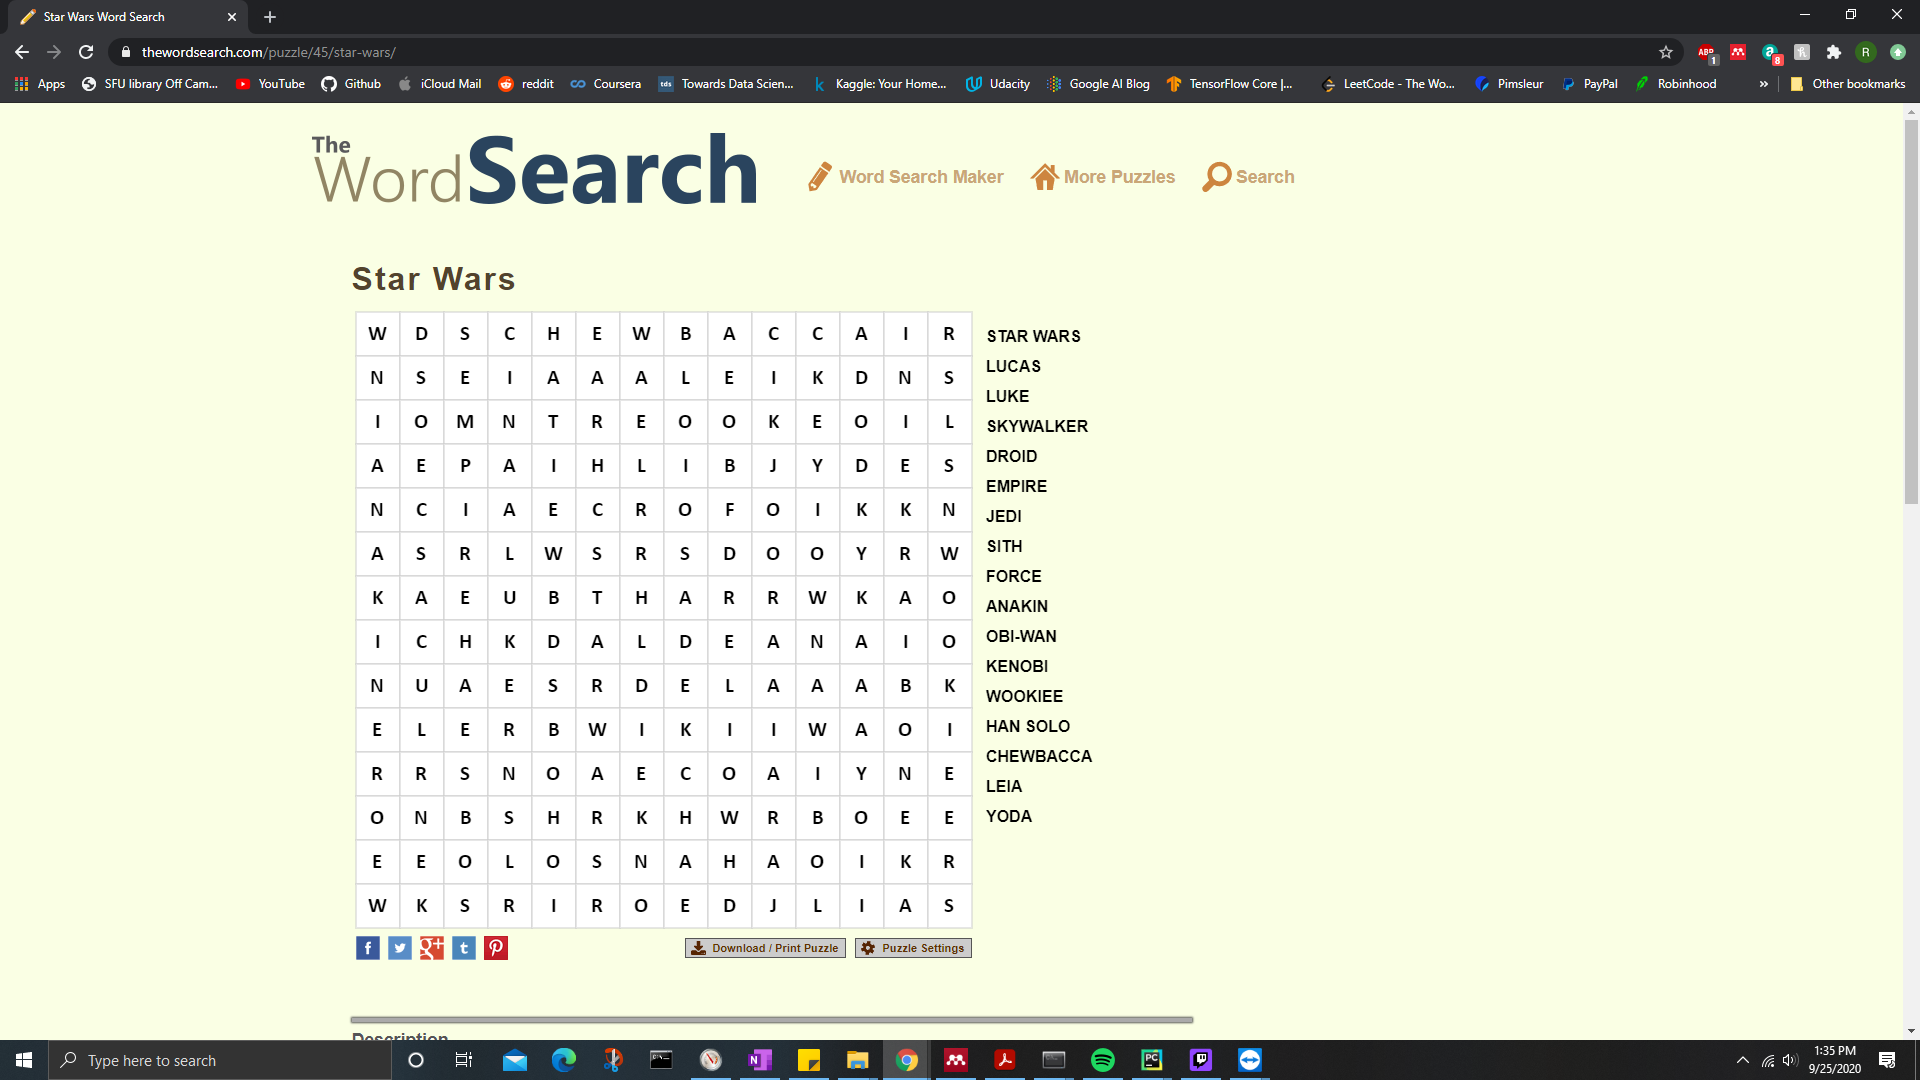 Star Wars Word Search
thewordsearch.com/puzzle/45/star-wars/
ABP 1 8 R
Apps SFU library Off Cam... YouTube Github iCloud Mail reddit Coursera tds Towards Data Scien... k Kaggle: Your Home... Udacity Google AI Blog TensorFlow Core |... LeetCode - The Wo... Pimsleur PayPal Robinhood » Other bookmarks
The
WordSearch
Word Search Maker More Puzzles Search
Star Wars
W D S C H E W B A C C A I R
N S E I A A A L E I K D N S
I O M N T R E O O K E O I L
A E P A I H L I B J Y D E S
N C I A E C R O F O I K K N
A S R L W S R S D O O Y R W
K A E U B T H A R R W K A O
I C H K D A L D E A N A I O
N U A E S R D E L A A A B K
E L E R B W I K I I W A O I
R R S N O A E C O A I Y N E
O N B S H R K H W R B O E E
E E O L O S N A H A O I K R
W K S R I R O E D J L I A S
STAR WARS
LUCAS
LUKE
SKYWALKER
DROID
EMPIRE
JEDI
SITH
FORCE
ANAKIN
OBI-WAN
KENOBI
WOOKIEE
HAN SOLO
CHEWBACCA
LEIA
YODA
f g+ t
Download / Print Puzzle Puzzle Settings
Description
Type here to search
1:35 PM
9/25/2020